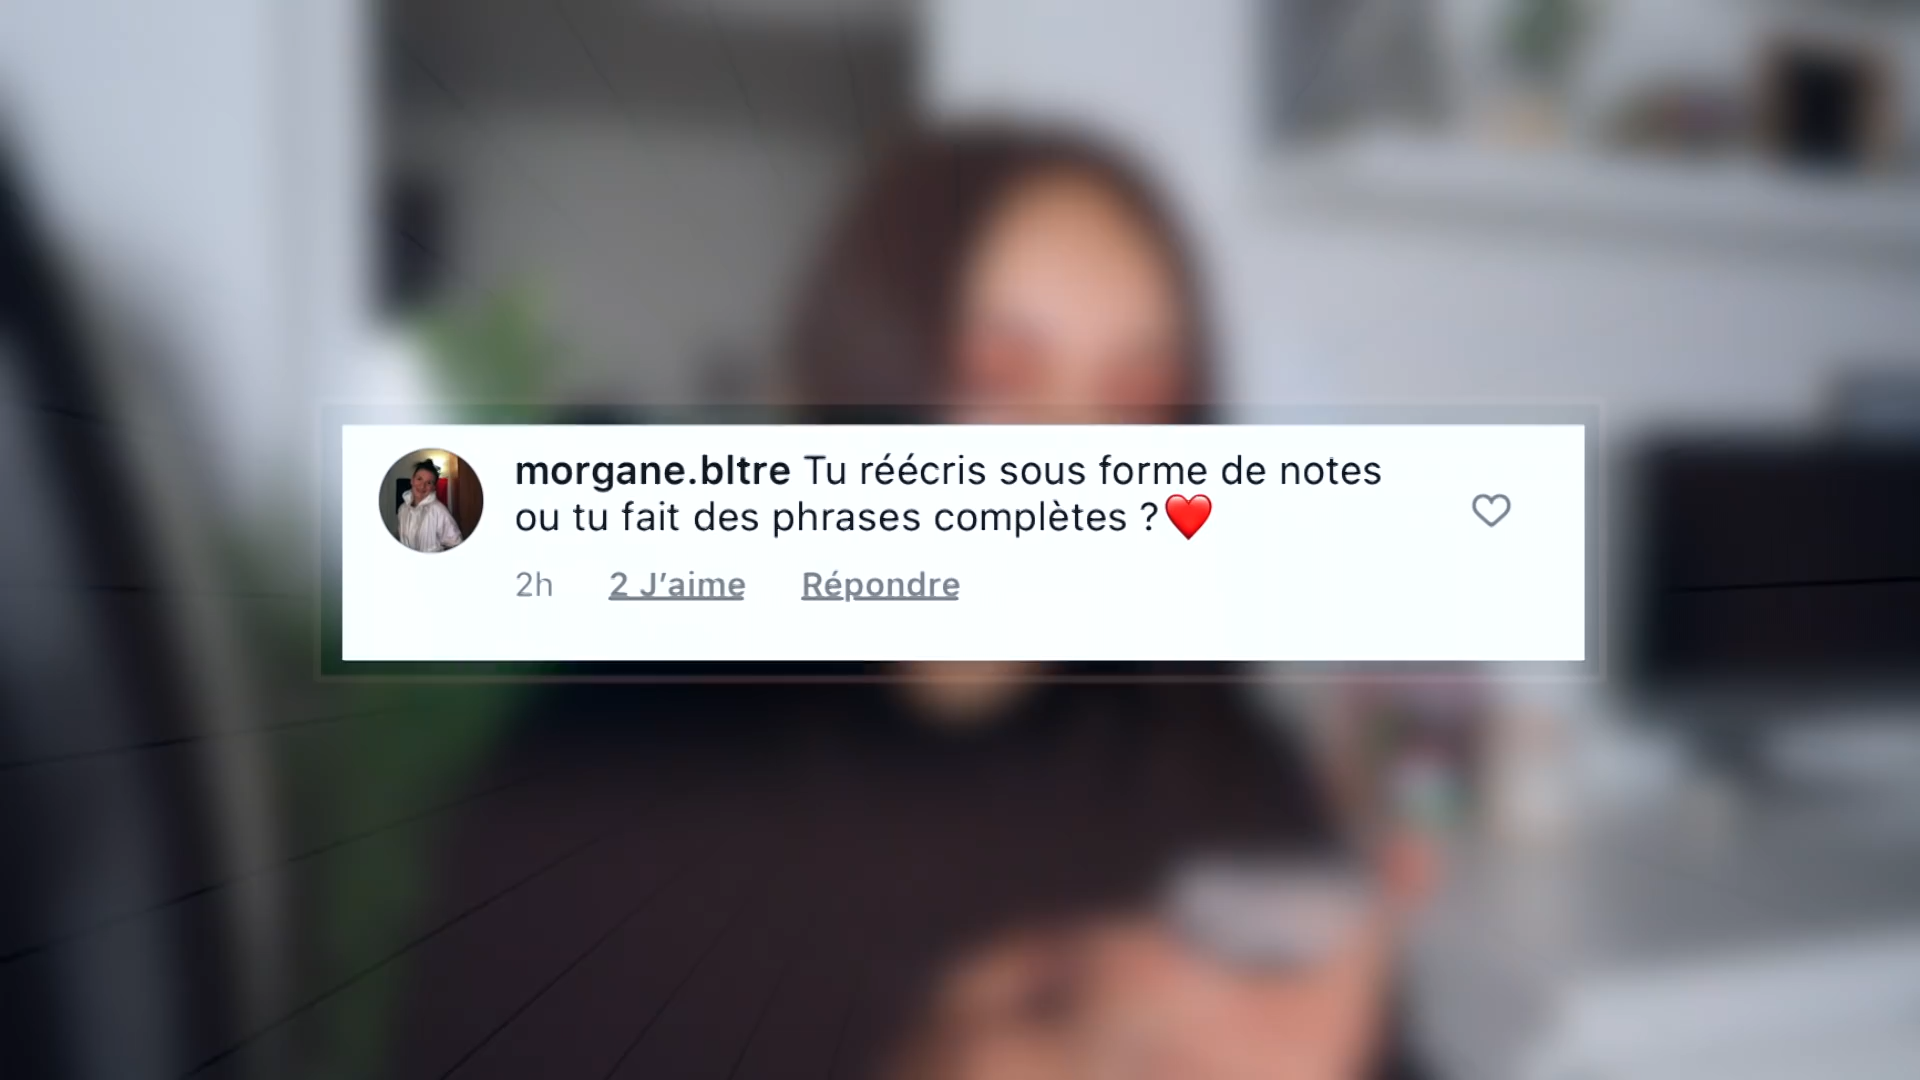 morgane.bltre Tu réécris sous forme de notes
ou tu fait des phrases complètes ?❤️
2h 2 J’aime Répondre